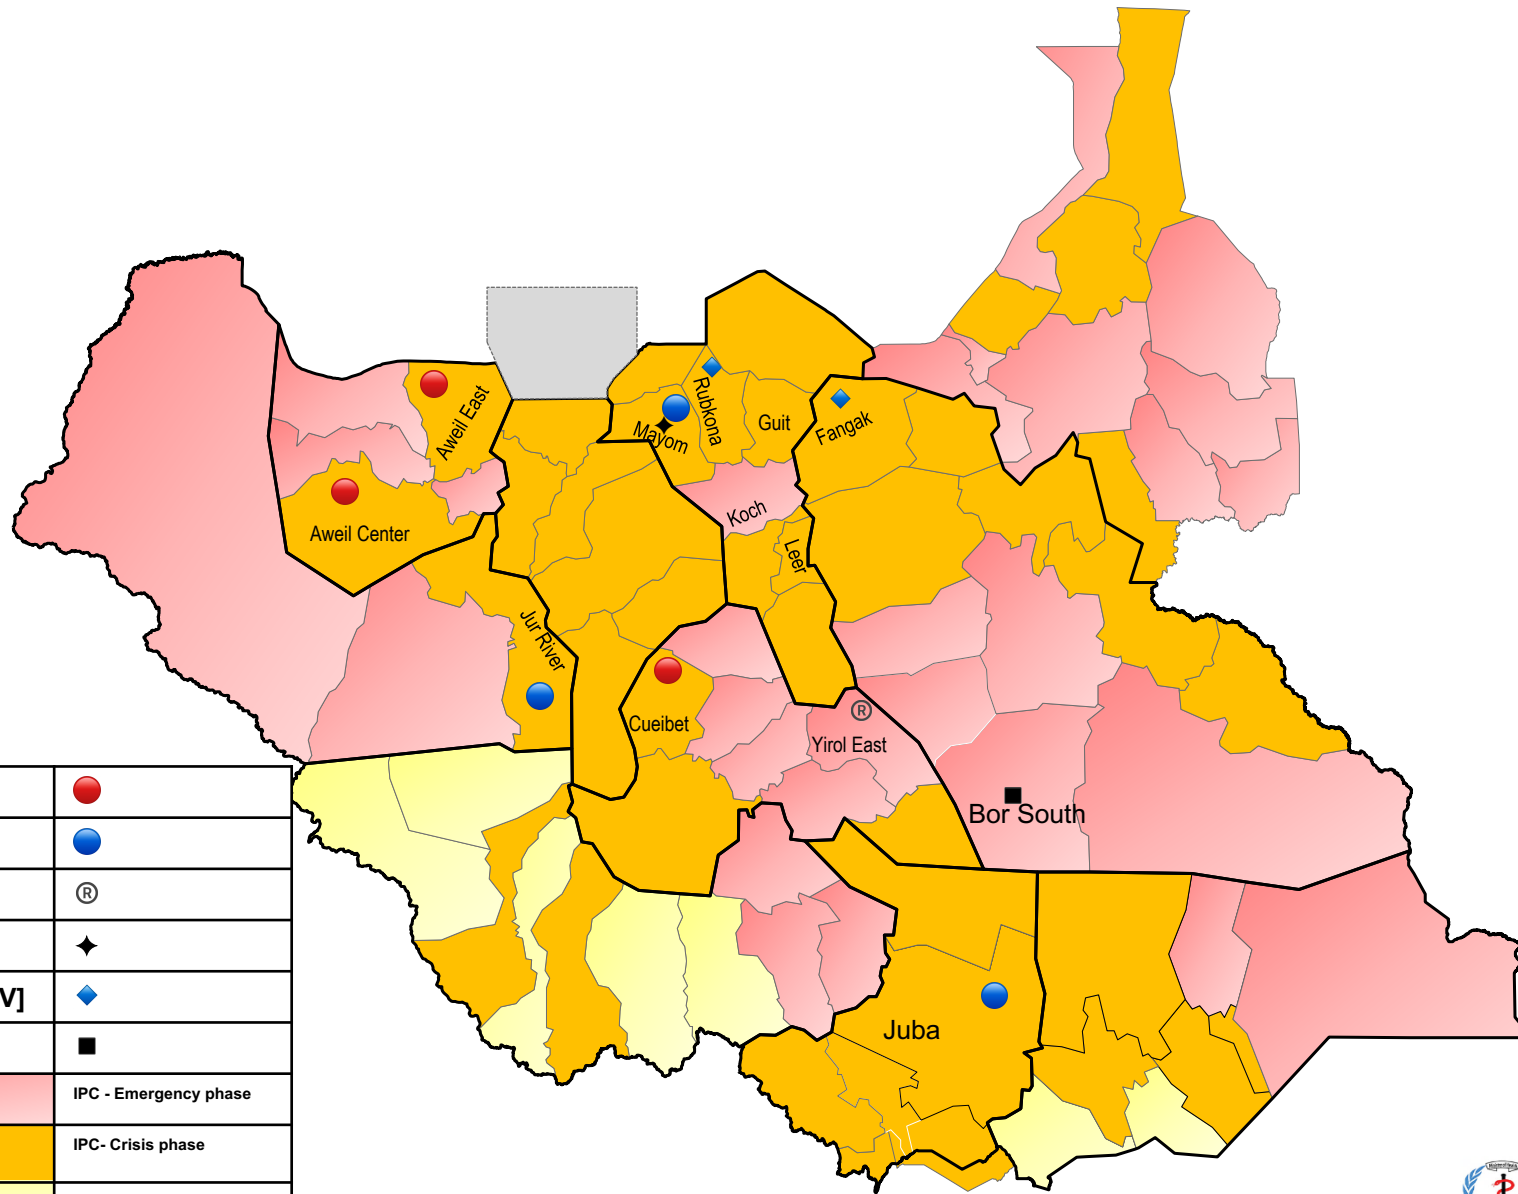 Aweil East
Rubkona
Mayom
Guit
Fangak
Koch
Aweil Center
Leer
Jur River
Cueibet
R
Yirol East
Bor South
R
V]
Juba
IPC - Emergency phase
IPC- Crisis phase